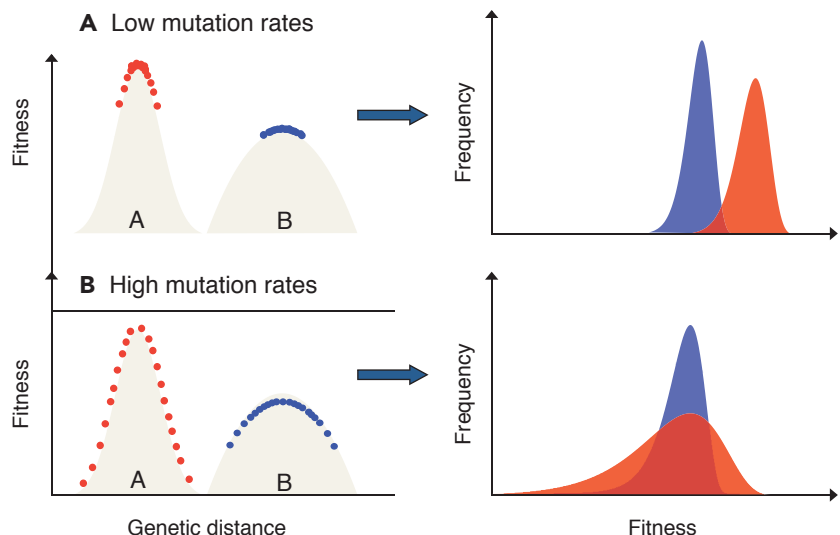 A Low mutation rates
Fitness
A
B
Frequency
B High mutation rates
Fitness
A
B
Genetic distance
Frequency
Fitness